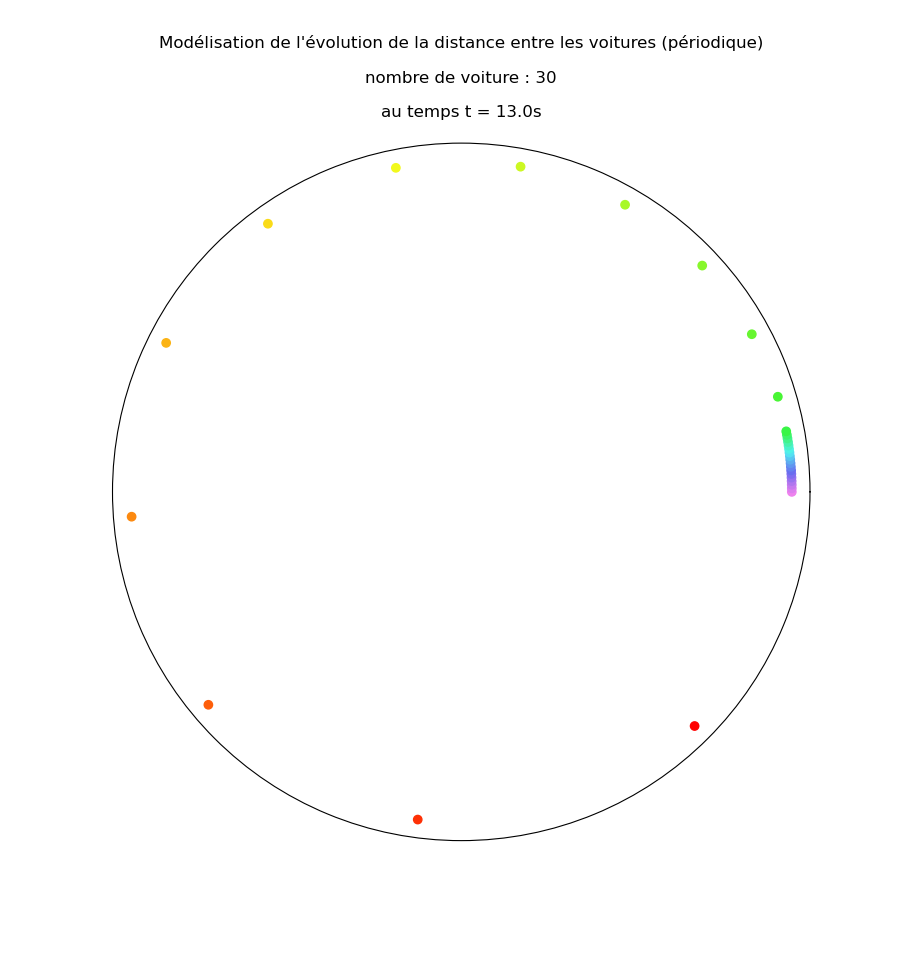 Modélisation de l'évolution de la distance entre les voitures (périodique)
nombre de voiture : 30
au temps t = 13.0s